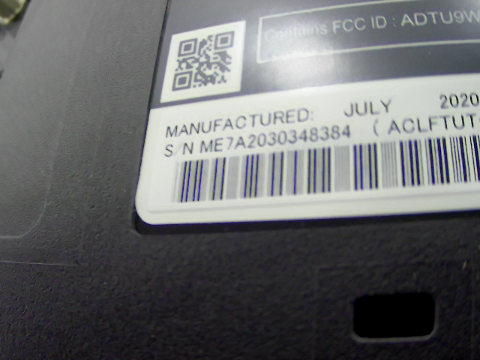 Contains FCC ID : ADTU9W
MANUFACTURED: JULY 2020
S/N ME7A2030348384 ( ACLFTUT